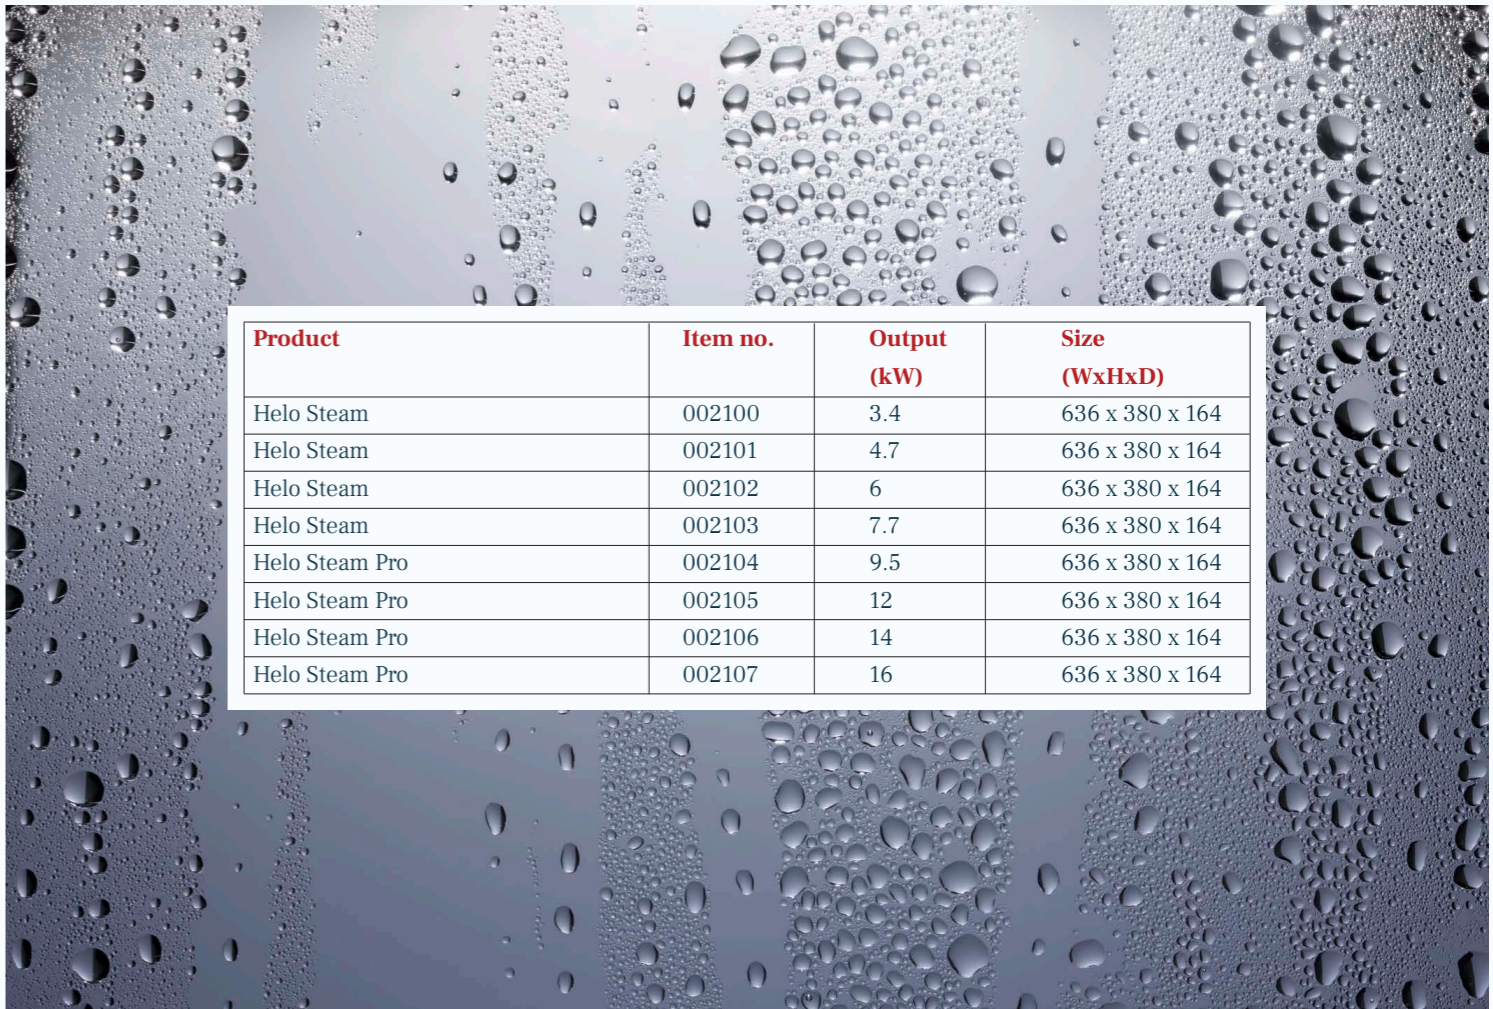 Product Item no. Output Size
(kW) (WxHxD)
Helo Steam 002100 3.4 636 x 380 x 164
Helo Steam 002101 4.7 636 x 380 x 164
Helo Steam 002102 6 636 x 380 x 164
Helo Steam 002103 7.7 636 x 380 x 164
Helo Steam Pro 002104 9.5 636 x 380 x 164
Helo Steam Pro 002105 12 636 x 380 x 164
Helo Steam Pro 002106 14 636 x 380 x 164
Helo Steam Pro 002107 16 636 x 380 x 164